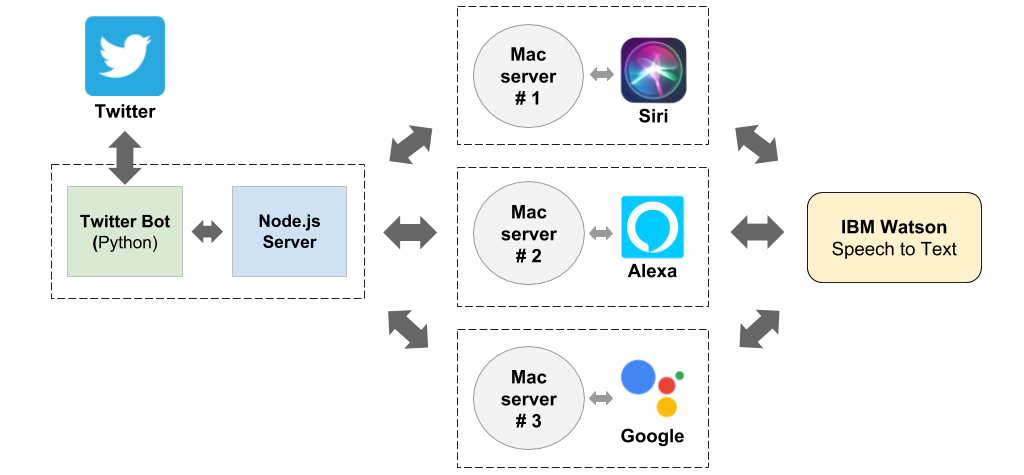 Twitter
Twitter Bot
(Python)
Node.js
Server
Mac
server
# 1
Siri
Mac
server
# 2
Alexa
Mac
server
# 3
Google
IBM Watson
Speech to Text